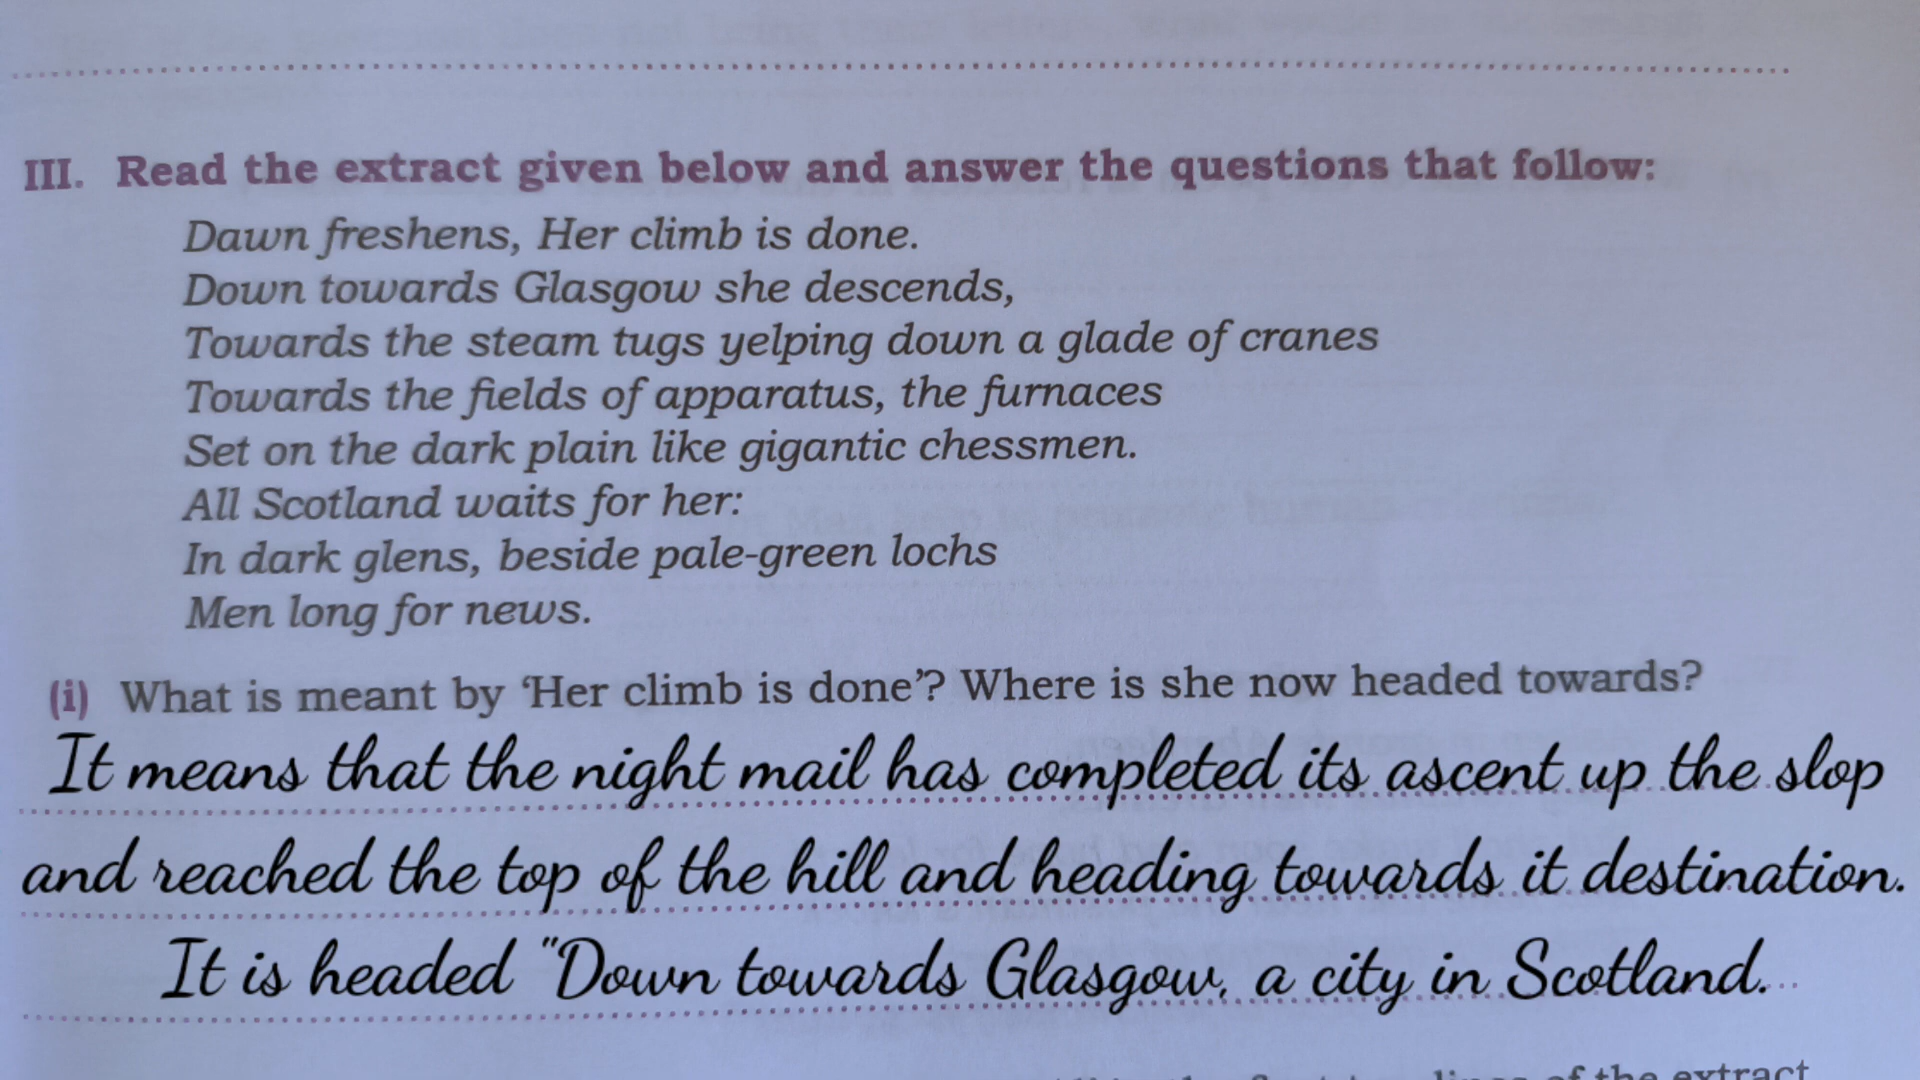 III. Read the extract given below and answer the questions that follow:
Dawn freshens, Her climb is done.
Down towards Glasgow she descends,
Towards the steam tugs yelping down a glade of cranes
Towards the fields of apparatus, the furnaces
Set on the dark plain like gigantic chessmen.
All Scotland waits for her:
In dark glens, beside pale-green lochs
Men long for news.
(i) What is meant by ‘Her climb is done’? Where is she now headed towards?
It means that the night mail has completed its ascent up the slop
and reached the top of the hill and heading towards it destination.
It is headed "Down towards Glasgow, a city in Scotland.
of the extract